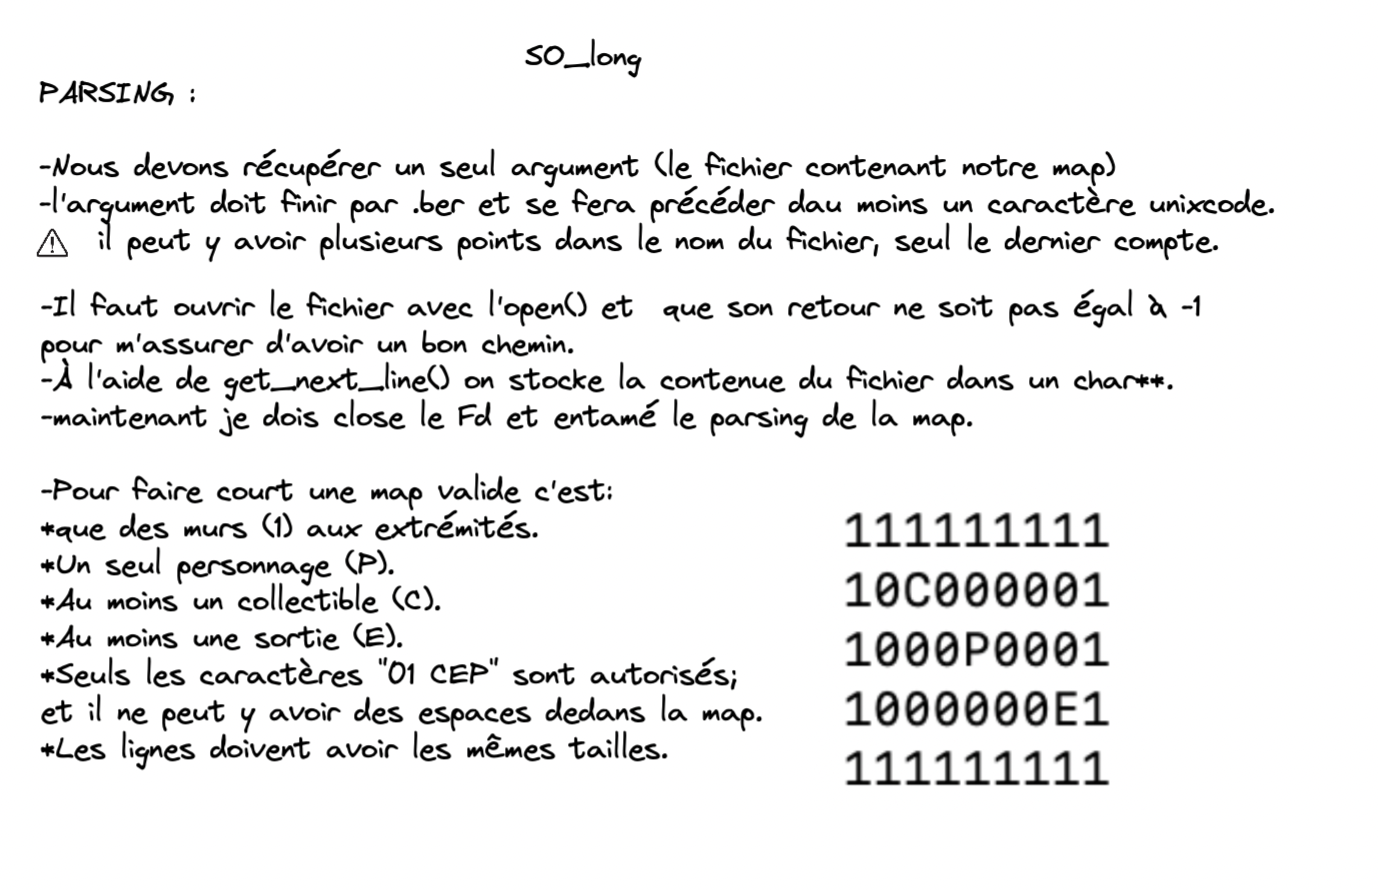 SO_long
PARSING :
-Nous devons récupérer un seul argument (le fichier contenant notre map)
-l'argument doit finir par .ber et se fera précéder dau moins un caractère unixcode.
⚠ il peut y avoir plusieurs points dans le nom du fichier, seul le dernier compte.
-Il faut ouvrir le fichier avec l'open() et que son retour ne soit pas égal à -1
pour m'assurer d'avoir un bon chemin.
-À l'aide de get_next_line() on stocke la contenue du fichier dans un char**.
-maintenant je dois close le Fd et entamé le parsing de la map.
-Pour faire court une map valide c'est:
*que des murs (1) aux extrémités.
*Un seul personnage (P).
*Au moins un collectible (C).
*Au moins une sortie (E).
*Seuls les caractères "01 CEP" sont autorisés;
et il ne peut y avoir des espaces dedans la map.
*Les lignes doivent avoir les mêmes tailles.
111111111
10C000001
1000P0001
1000000E1
111111111